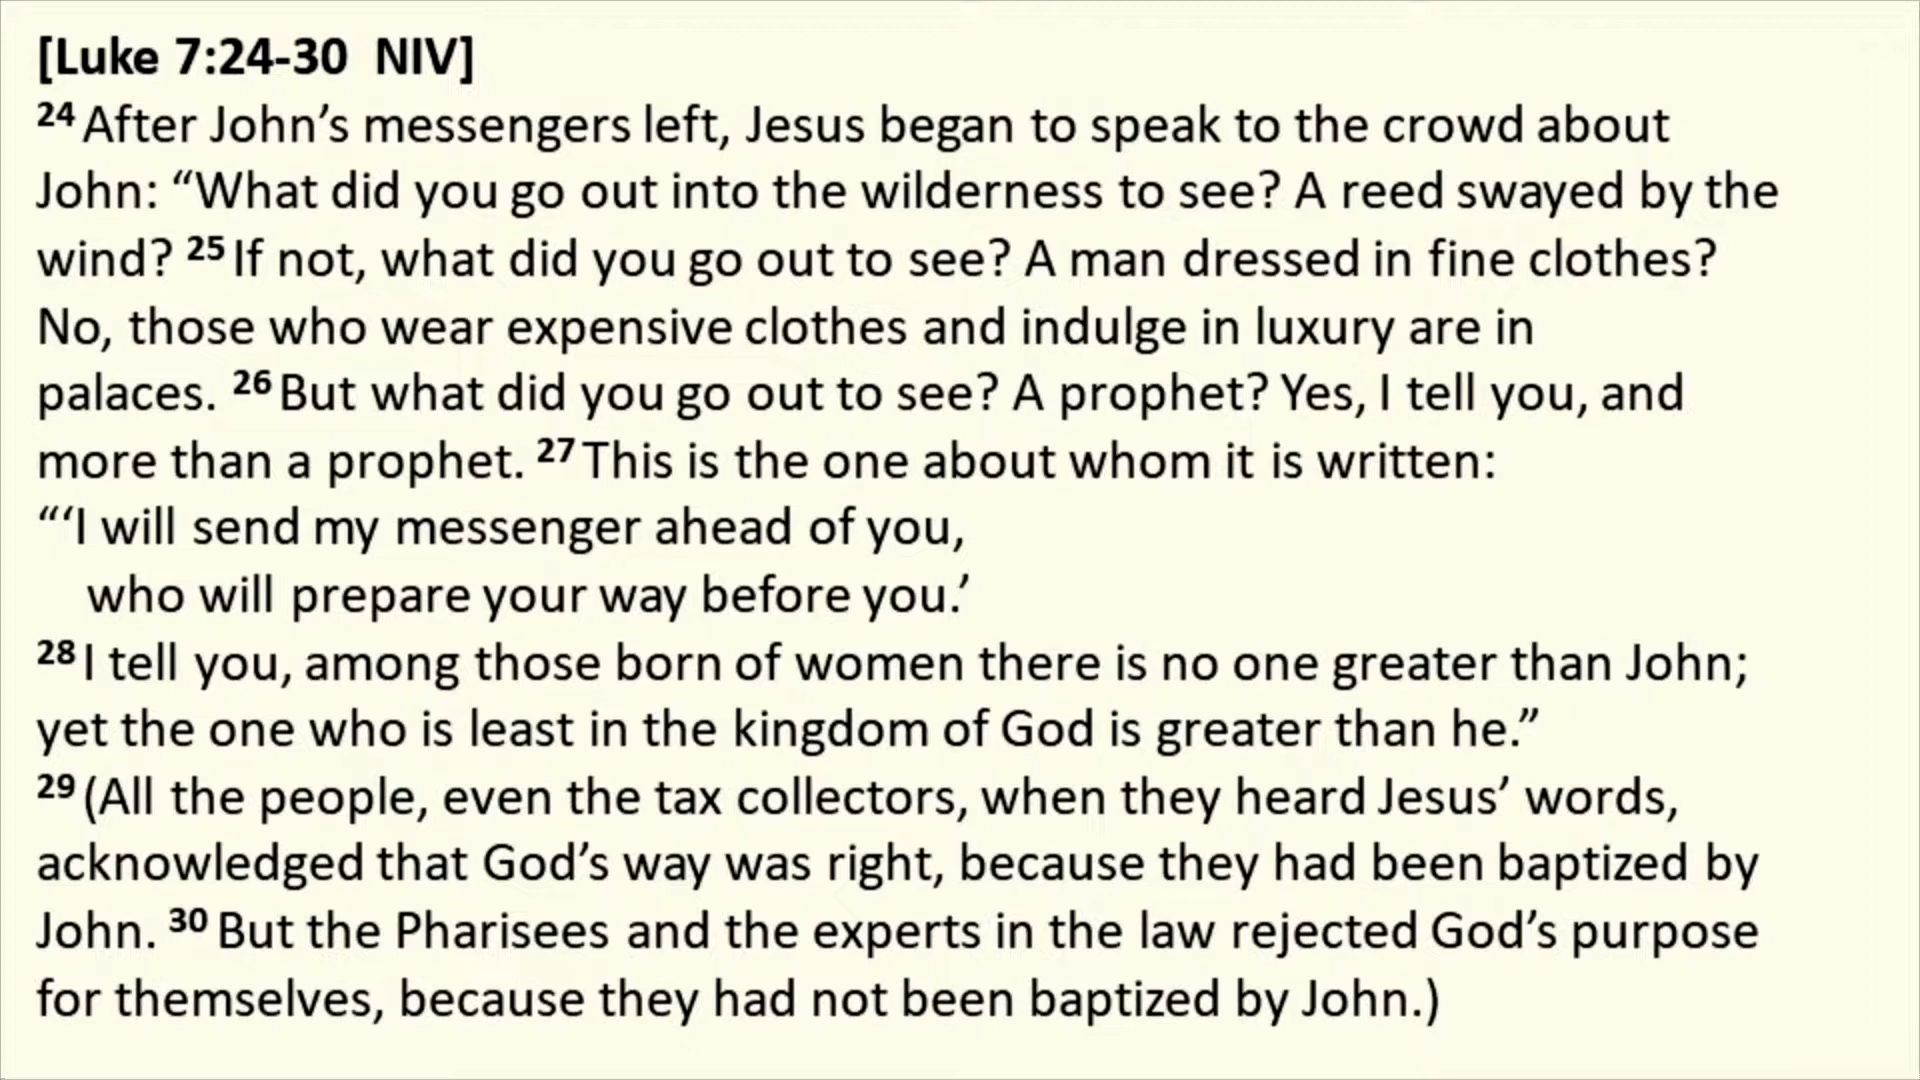 [Luke 7:24-30  NIV]
24 After John’s messengers left, Jesus began to speak to the crowd about
John: “What did you go out into the wilderness to see? A reed swayed by the
wind? 25 If not, what did you go out to see? A man dressed in fine clothes?
No, those who wear expensive clothes and indulge in luxury are in
palaces. 26 But what did you go out to see? A prophet? Yes, I tell you, and
more than a prophet. 27 This is the one about whom it is written:
“‘I will send my messenger ahead of you,
who will prepare your way before you.’
28 I tell you, among those born of women there is no one greater than John;
yet the one who is least in the kingdom of God is greater than he.”
29 (All the people, even the tax collectors, when they heard Jesus’ words,
acknowledged that God’s way was right, because they had been baptized by
John. 30 But the Pharisees and the experts in the law rejected God’s purpose
for themselves, because they had not been baptized by John.)